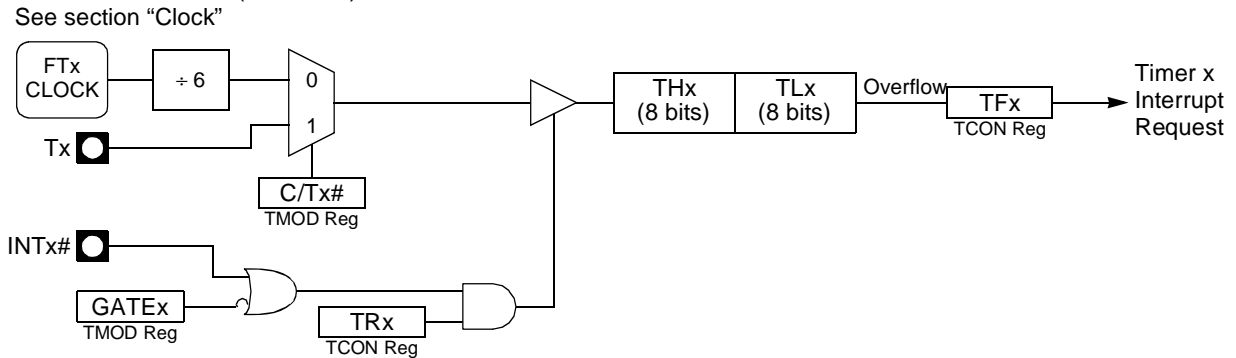 See section “Clock”
FTx
CLOCK
÷ 6
0
1
Tx
C/Tx#
TMOD Reg
THx
(8 bits)
TLx
(8 bits)
Overflow
TFx
TCON Reg
Timer x
Interrupt
Request
INTx#
GATEx
TMOD Reg
TRx
TCON Reg